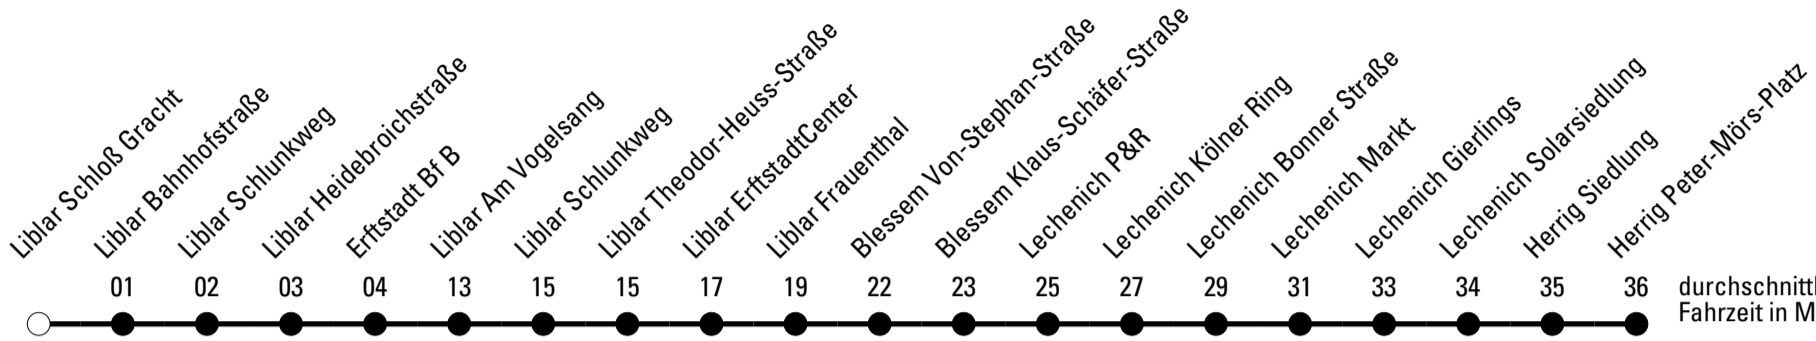 Liblar Schloß Gracht
Liblar Bahnhofstraße
Liblar Schlunkweg
Liblar Heidebroichstraße
Erftstadt Bf B
Liblar Am Vogelsang
Liblar Schlunkweg
Liblar Theodor-Heuss-Straße
Liblar ErftstadtCenter
Liblar Frauenthal
Blessem Von-Stephan-Straße
Blessem Klaus-Schäfer-Straße
Lechenich P&R
Lechenich Kölner Ring
Lechenich Bonner Straße
Lechenich Markt
Lechenich Gierlings
Lechenich Solarsiedlung
Herrig Siedlung
Herrig Peter-Mörs-Platz
01 02 03 04 13 15 15 17 19 22 23 25 27 29 31 33 34 35 36
durchschnittl
Fahrzeit in M